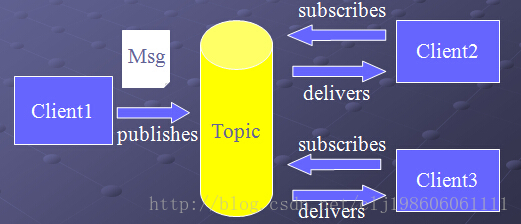 subscribes
Msg
Client2
Client1
publishes
Topic
delivers
subscribes
Client3
delivers